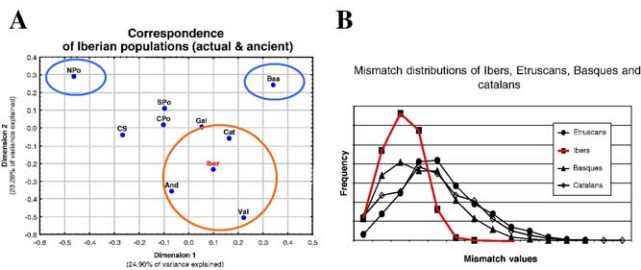 A
Correspondence
of Iberian populations (actual & ancient)
0.4
0.3
0.2
0.1
0.0
-0.1
-0.2
-0.3
-0.4
-0.5
-0.6
Dimension 2
(23.28% of variance explained)
NPo
Bas
SPo
CPo
Gal
CS
Cat
Iber
And
Val
-0.6 -0.5 -0.4 -0.3 -0.2 -0.1 0.0 0.1 0.2 0.3 0.4 0.5
Dimension 1
(24.90% of variance explained)
B
Mismatch distributions of Ibers, Etruscans, Basques and
catalans
Frequency
Etruscans
Ibers
Basques
Catalans
Mismatch values